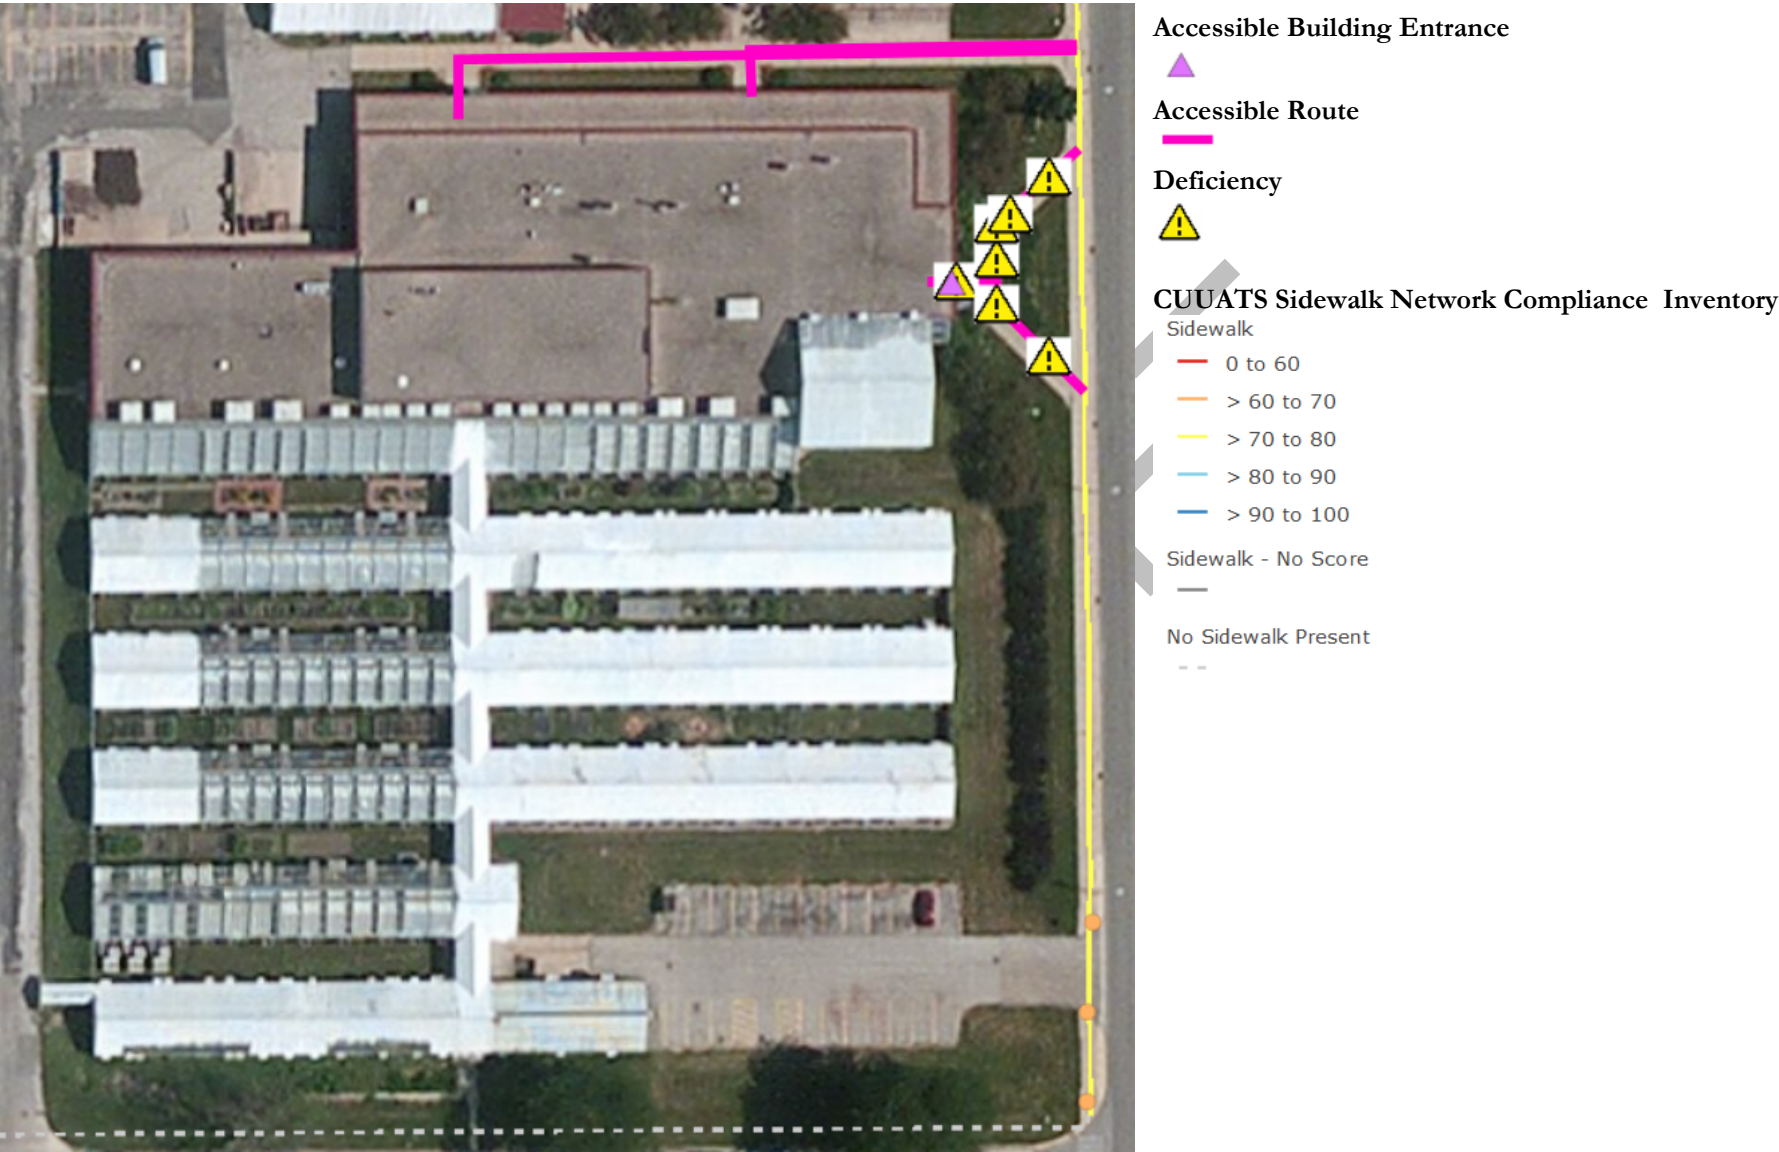 Accessible Building Entrance
Accessible Route
Deficiency
CUUATS Sidewalk Network Compliance Inventory
Sidewalk
0 to 60
> 60 to 70
> 70 to 80
> 80 to 90
> 90 to 100
Sidewalk - No Score
No Sidewalk Present